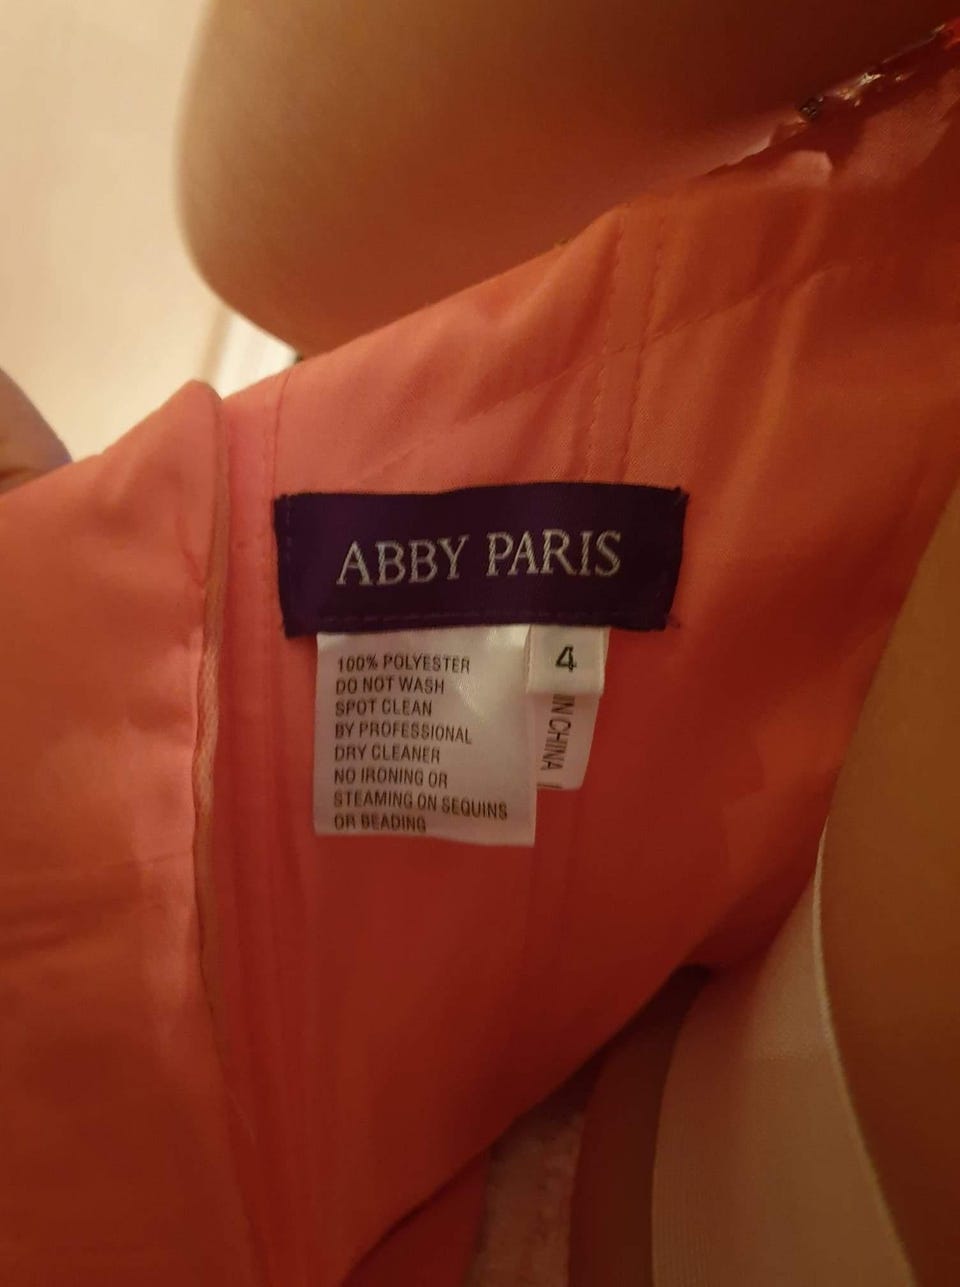 ABBY PARIS
100% POLYESTER
DO NOT WASH
SPOT CLEAN
BY PROFESSIONAL
DRY CLEANER
NO IRONING OR
STEAMING ON SEQUINS
OR BEADING
4
IN CHINA